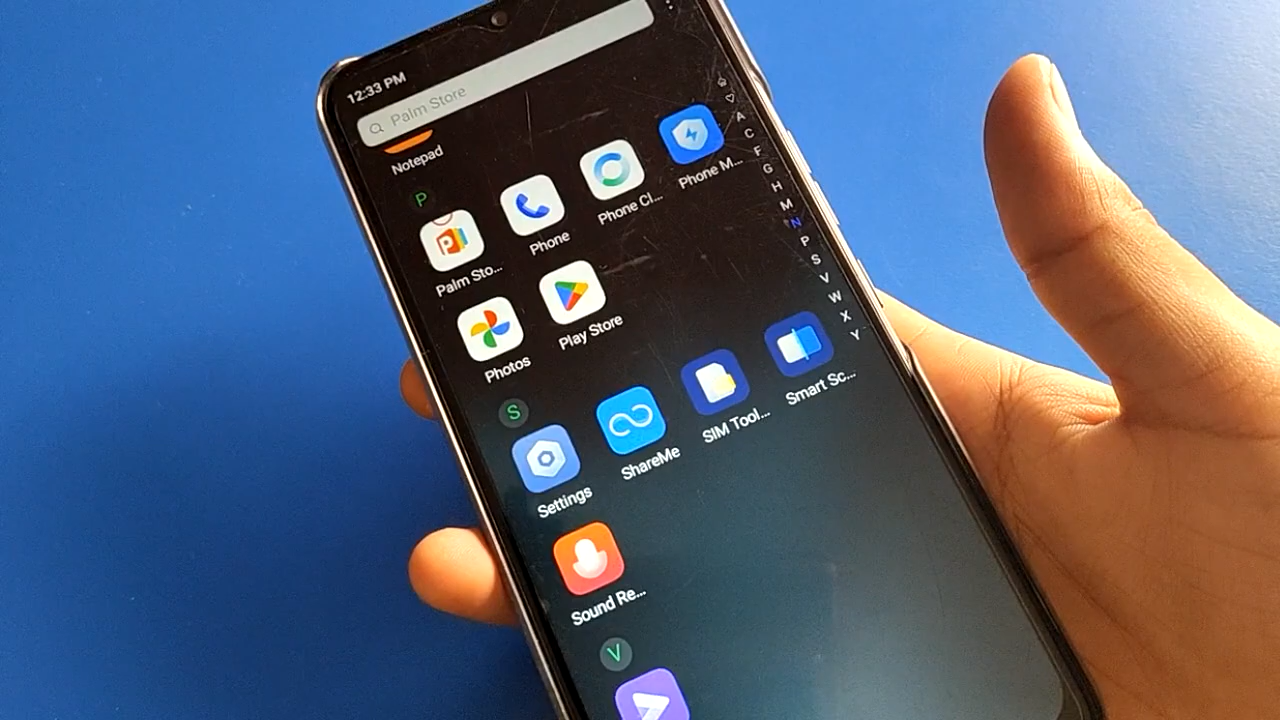 12:33 PM
Palm Store
Notepad
P
Palm Sto...
Phone
Phone Cl...
Phone M...
Photos
Play Store
S
Settings
ShareMe
SIM Tool...
Smart Sc...
Sound Re...
V
A
C
F
G
H
M
N
P
S
V
W
X
Y